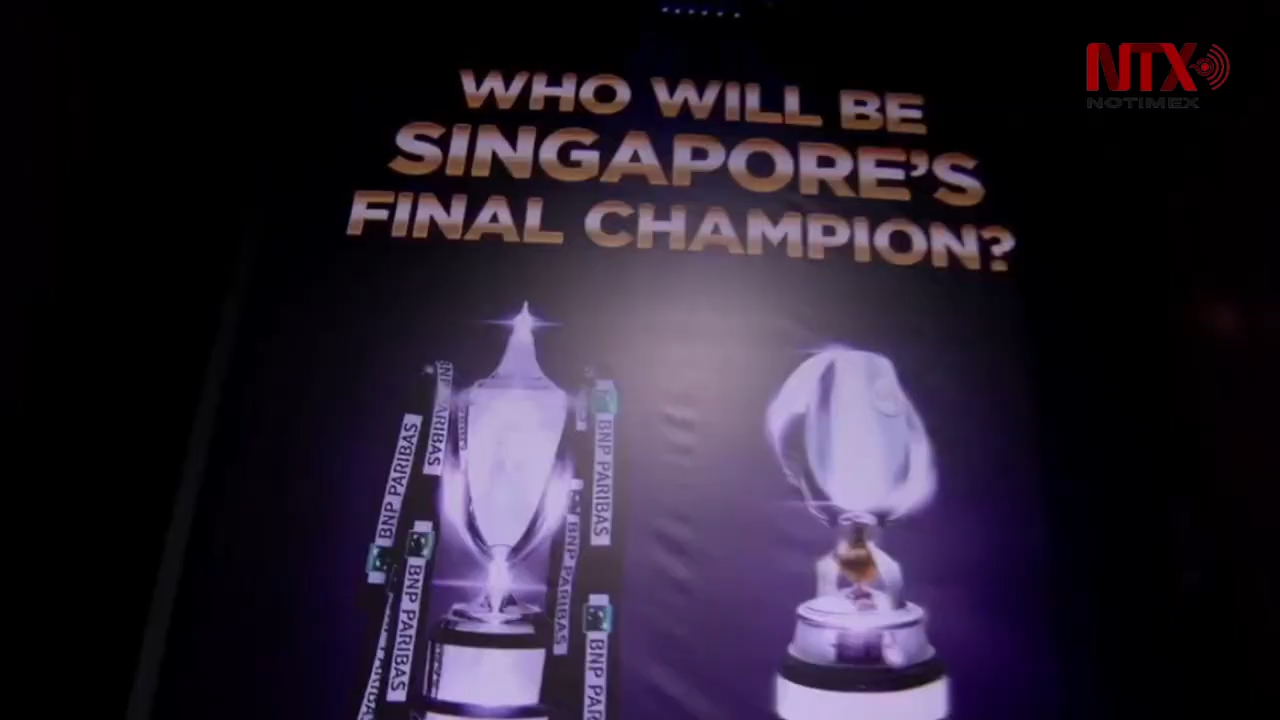 NTX
NOTIMEX
WHO WILL BE
SINGAPORE'S
FINAL CHAMPION?
BNP PARIBAS
BNP PARIBAS
BNP PARIBAS
BNP PARIBAS
BNP PARIBAS
BNP